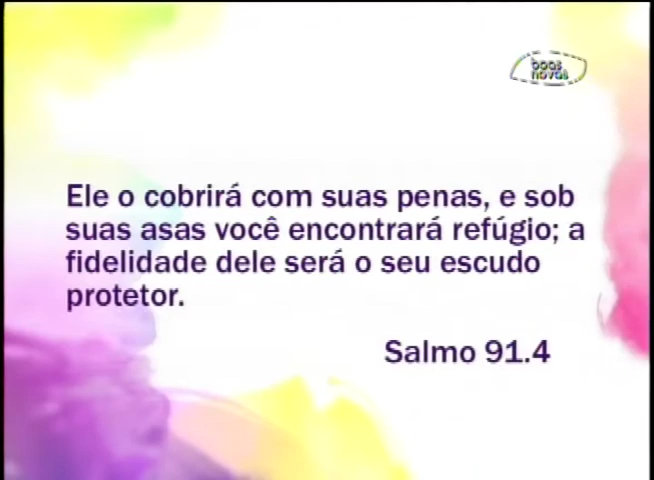 boas
novas
Ele o cobrirá com suas penas, e sob
suas asas você encontrará refúgio; a
fidelidade dele será o seu escudo
protetor.
Salmo 91.4